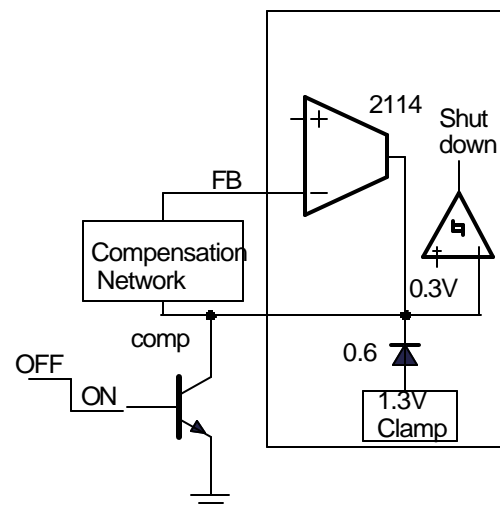 2114
Shut
down
+
FB
−
Compensation
Network
+
0.3V
comp
0.6
OFF
ON
1.3V
Clamp